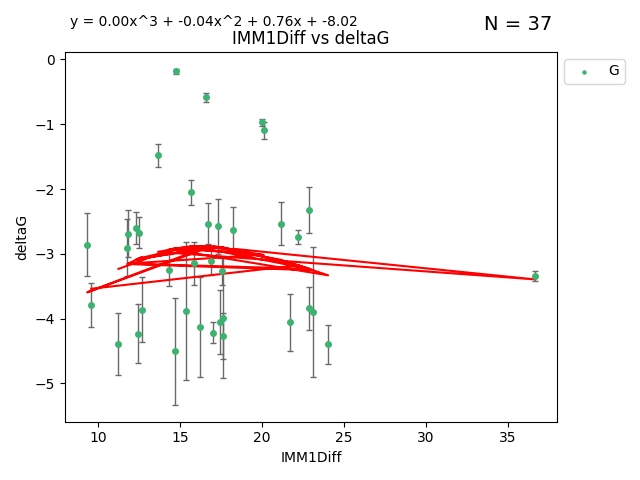 y = 0.00x^3 + -0.04x^2 + 0.76x + -8.02
N = 37
IMM1Diff vs deltaG
G
0
−1
−2
−3
−4
−5
deltaG
10 15 20 25 30 35
IMM1Diff